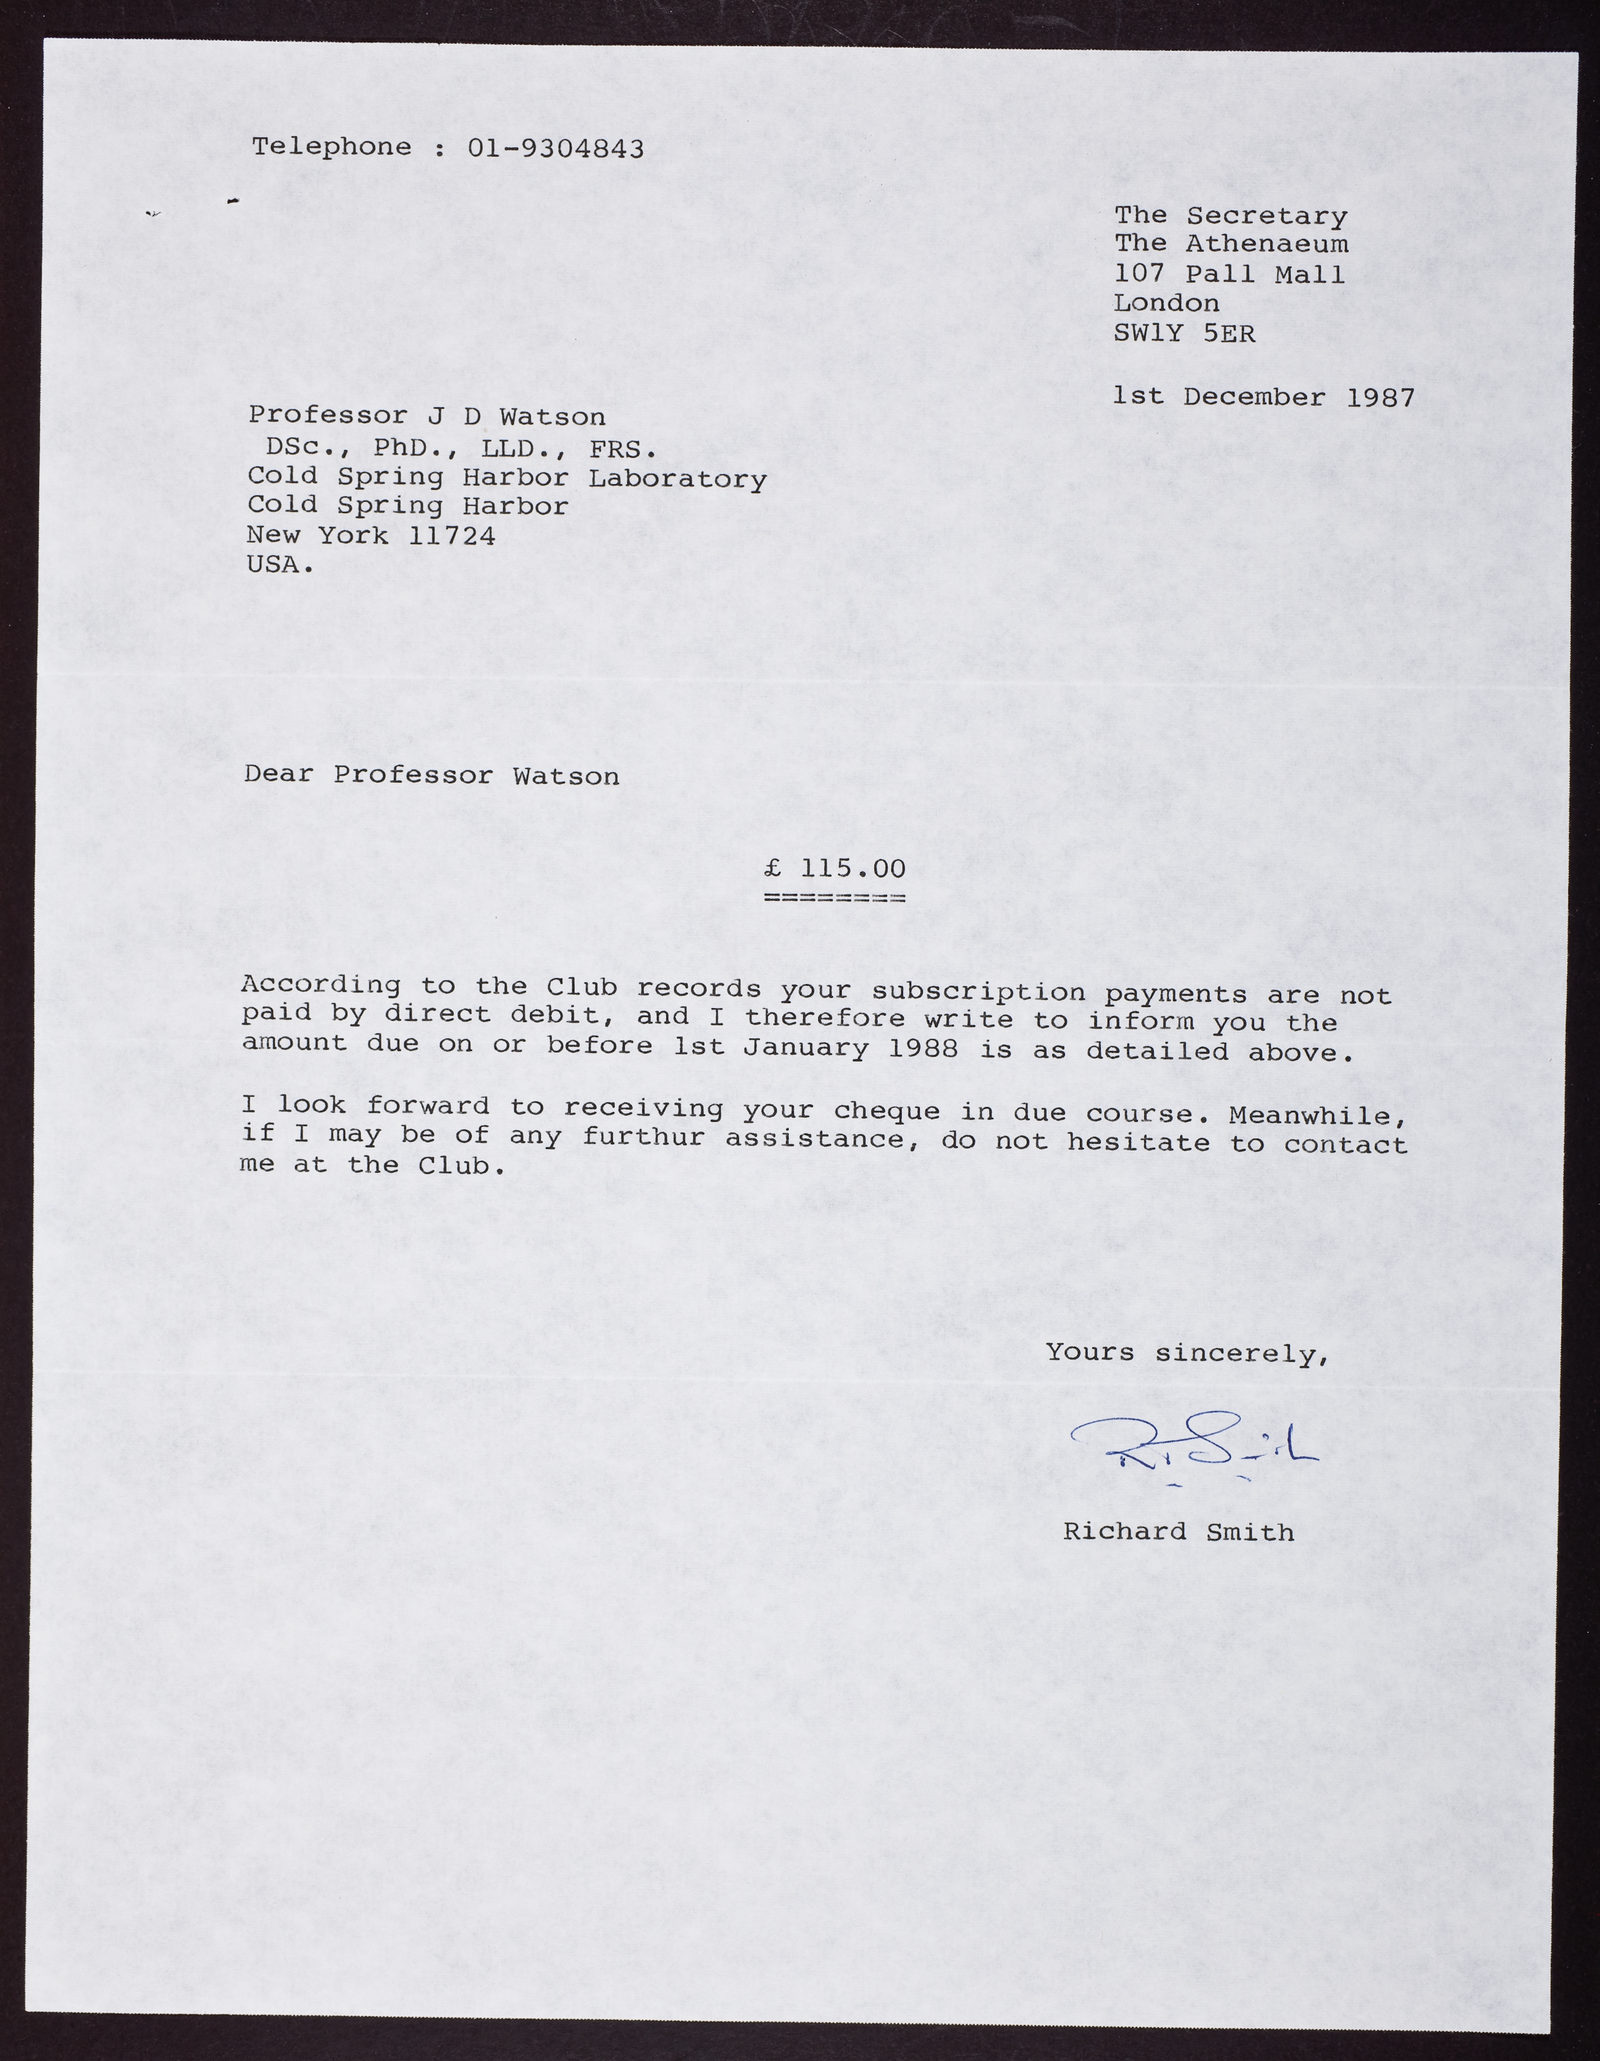 Telephone : 01-9304843
The Secretary
The Athenaeum
107 Pall Mall
London
SW1Y 5ER
1st December 1987
Professor J D Watson
DSc., PhD., LLD., FRS.
Cold Spring Harbor Laboratory
Cold Spring Harbor
New York 11724
USA.
Dear Professor Watson
£ 115.00
========
According to the Club records your subscription payments are not
paid by direct debit, and I therefore write to inform you the
amount due on or before 1st January 1988 is as detailed above.
I look forward to receiving your cheque in due course. Meanwhile,
if I may be of any furthur assistance, do not hesitate to contact
me at the Club.
Yours sincerely,
R. Smith
Richard Smith